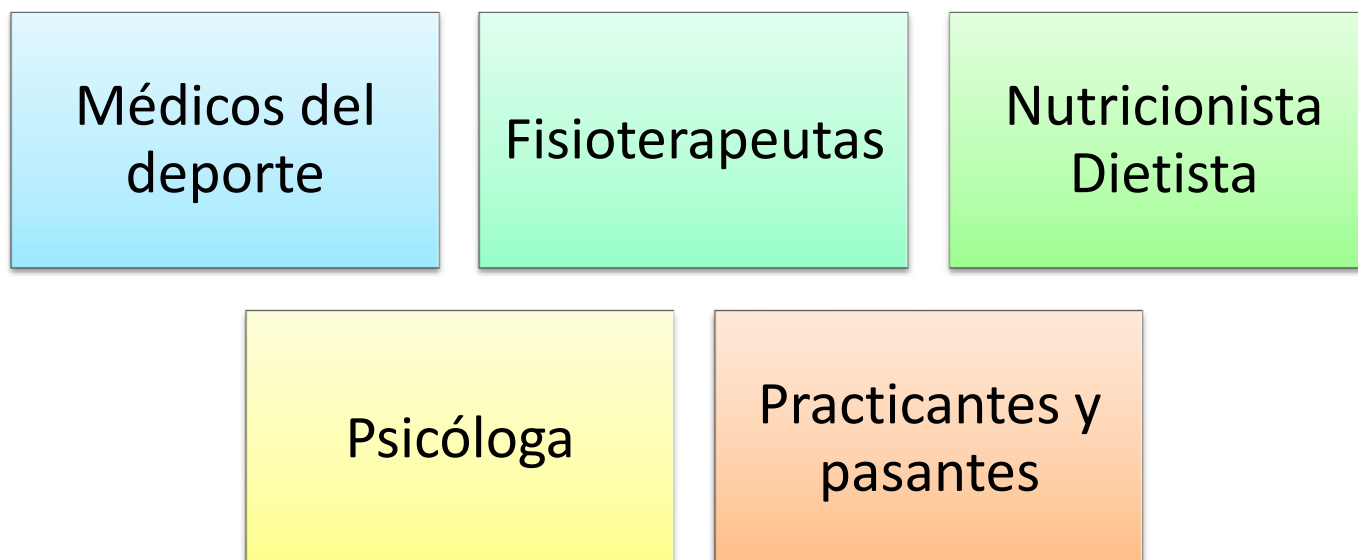 Médicos del
deporte
Fisioterapeutas
Nutricionista
Dietista
Psicóloga
Practicantes y
pasantes